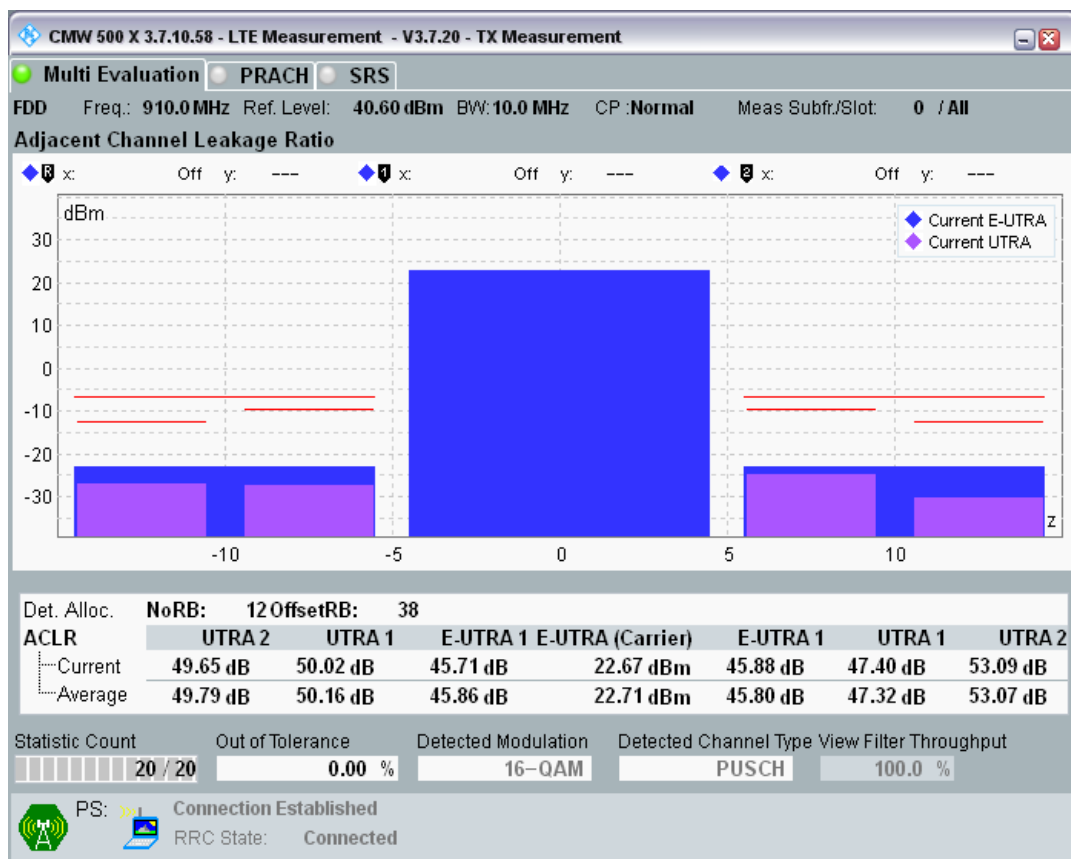 CMW 500 X 3.7.10.58 - LTE Measurement - V3.7.20 - TX Measurement
Multi Evaluation PRACH SRS
FDD Freq.: 910.0 MHz Ref. Level: 40.60 dBm BW: 10.0 MHz CP :Normal Meas Subfr./Slot: 0 / All
Adjacent Channel Leakage Ratio
R x: Off y: --- 1 x: Off y: --- 2 x: Off y: ---
dBm
Current E-UTRA
Current UTRA
30
20
10
0
-10
-20
-30
z
-10 -5 0 5 10
Det. Alloc. NoRB: 12 OffsetRB: 38
ACLR UTRA 2 UTRA 1 E-UTRA 1 E-UTRA (Carrier) E-UTRA 1 UTRA 1 UTRA 2
Current 49.65 dB 50.02 dB 45.71 dB 22.67 dBm 45.88 dB 47.40 dB 53.09 dB
Average 49.79 dB 50.16 dB 45.86 dB 22.71 dBm 45.80 dB 47.32 dB 53.07 dB
Statistic Count Out of Tolerance Detected Modulation Detected Channel Type View Filter Throughput
20 / 20 0.00 % 16-QAM PUSCH 100.0 %
PS: Connection Established
RRC State: Connected